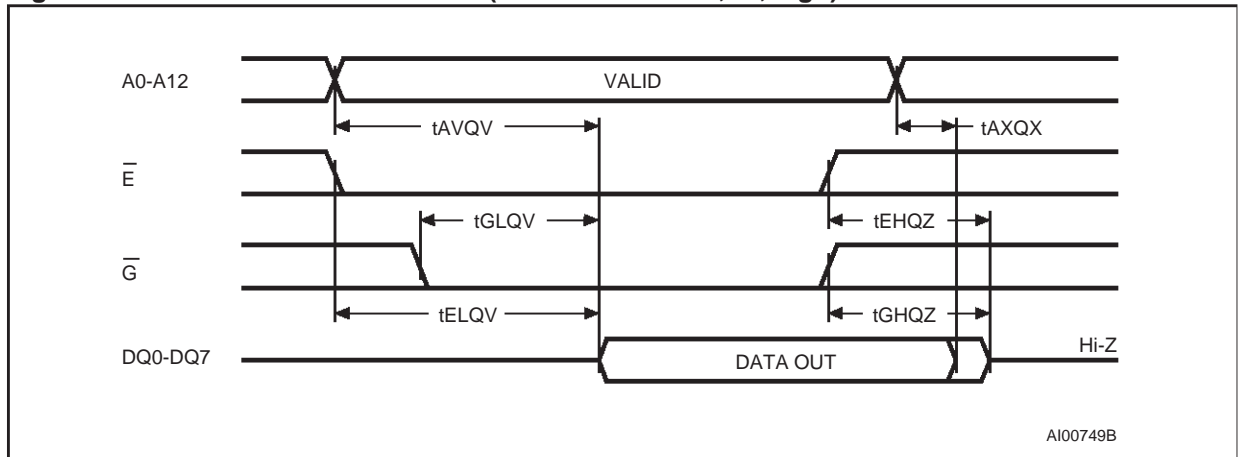 A0-A12
VALID
tAVQV
tAXQX
E
tGLQV
tEHQZ
G
tELQV
tGHQZ
DQ0-DQ7
DATA OUT
Hi-Z
AI00749B